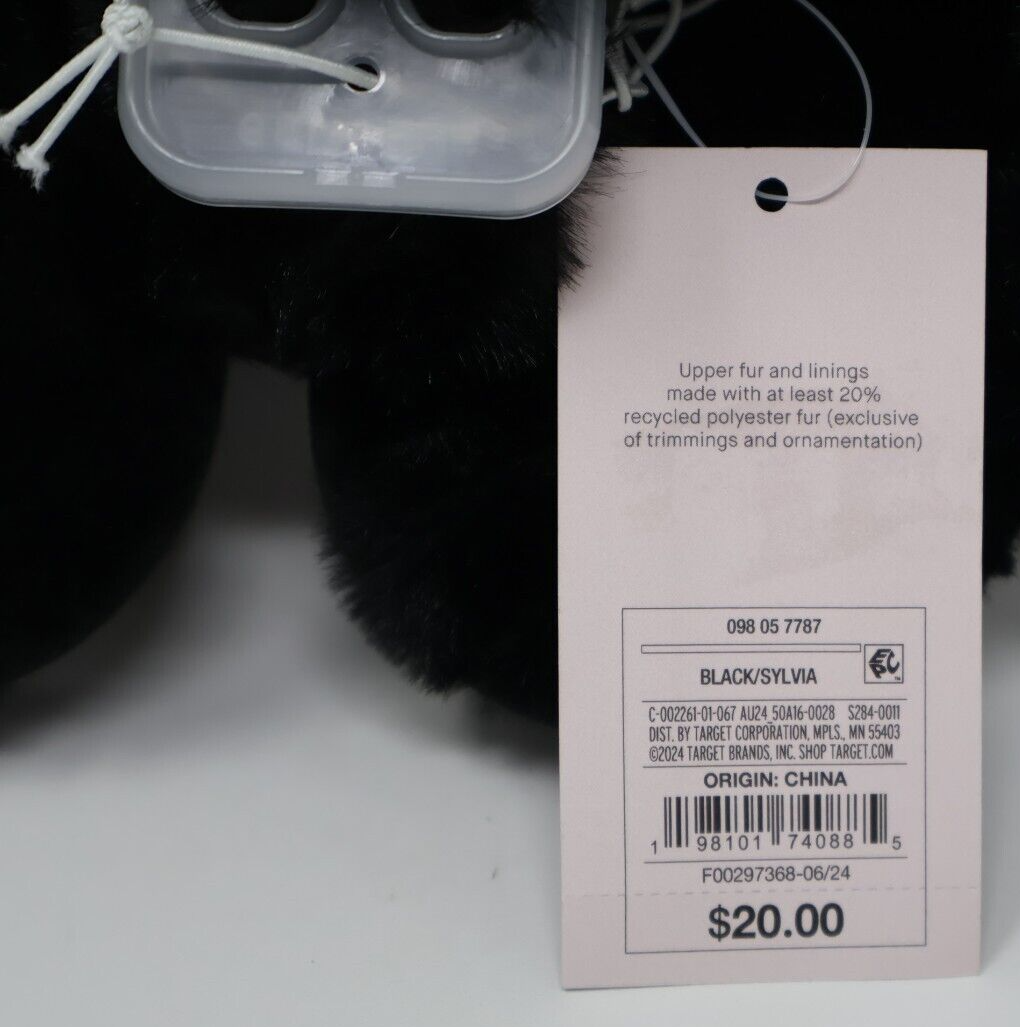 Upper fur and linings
made with at least 20%
recycled polyester fur (exclusive
of trimmings and ornamentation)
098 05 7787
EPC™
BLACK/SYLVIA
C-002261-01-067 AU24_50A16-0028 S284-0011
DIST. BY TARGET CORPORATION, MPLS., MN 55403
©2024 TARGET BRANDS, INC. SHOP TARGET.COM
ORIGIN: CHINA
1 98101 74088 5
F00297368-06/24
$20.00